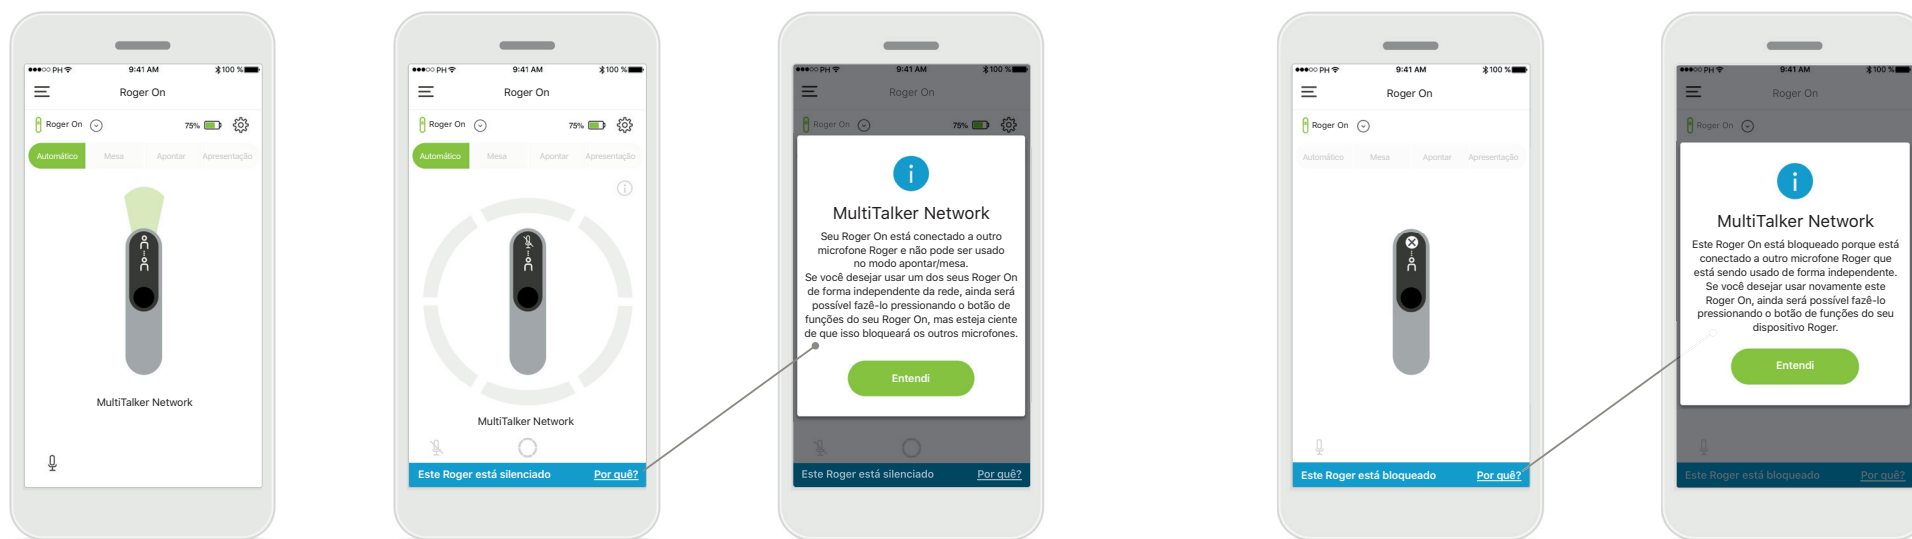 ●●●○○ PH 9:41 AM 100 %
Roger On
Roger On 75%
Automático Mesa Apontar Apresentação
MultiTalker Network
●●●○○ PH 9:41 AM 100 %
Roger On
Roger On 75%
Automático Mesa Apontar Apresentação
MultiTalker Network
Este Roger está silenciado Por quê?
●●●○○ PH 9:41 AM 100 %
Roger On
Roger On 75%
MultiTalker Network
Seu Roger On está conectado a outro
microfone Roger e não pode ser usado
no modo apontar/mesa.
Se você desejar usar um dos seus Roger On
de forma independente da rede, ainda será
possível fazê-lo pressionando o botão de
funções do seu Roger On, mas esteja ciente
de que isso bloqueará os outros microfones.
Entendi
Este Roger está silenciado Por quê?
●●●○○ PH 9:41 AM 100 %
Roger On
Roger On
Automático Mesa Apontar Apresentação
Este Roger está bloqueado Por quê?
●●●○○ PH 9:41 AM 100 %
Roger On
Roger On
MultiTalker Network
Este Roger On está bloqueado porque está
conectado a outro microfone Roger que
está sendo usado de forma independente.
Se você desejar usar novamente este
Roger On, ainda será possível fazê-lo
pressionando o botão de funções do seu
dispositivo Roger.
Entendi
Este Roger está bloqueado Por quê?